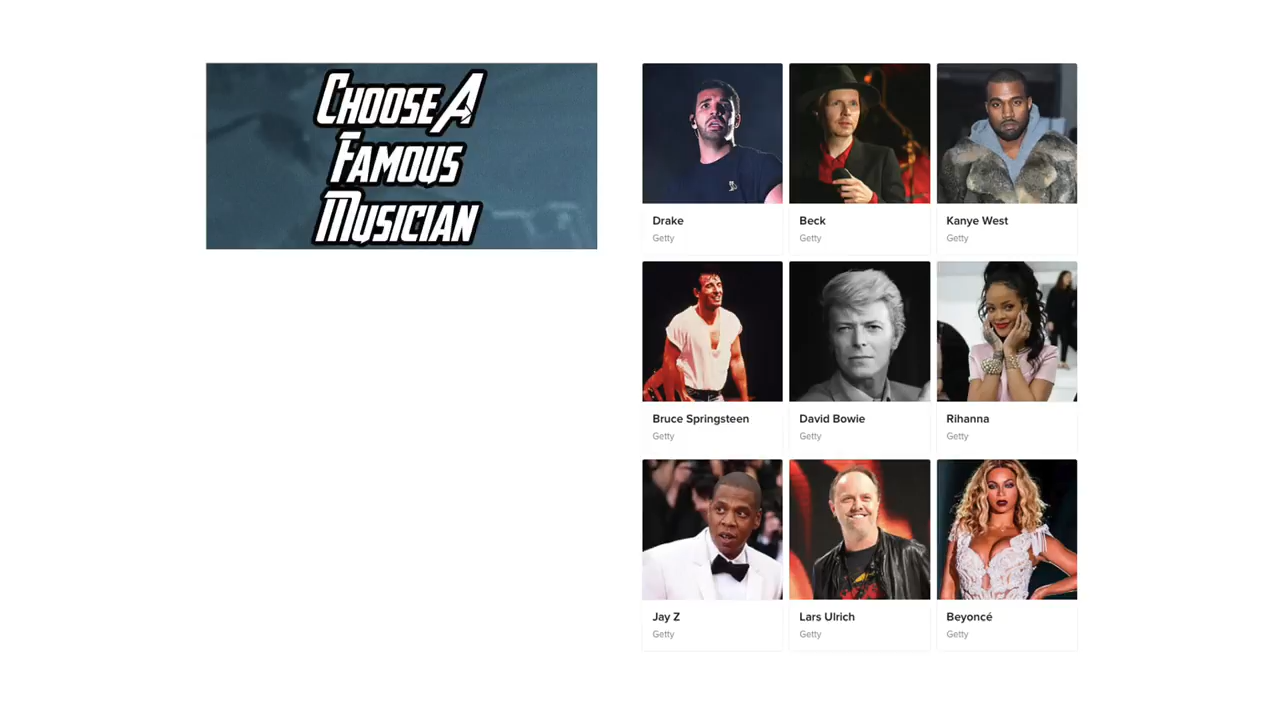 Choose A
Famous
Musician
Drake
Getty
Beck
Getty
Kanye West
Getty
Bruce Springsteen
Getty
David Bowie
Getty
Rihanna
Getty
Jay Z
Getty
Lars Ulrich
Getty
Beyoncé
Getty